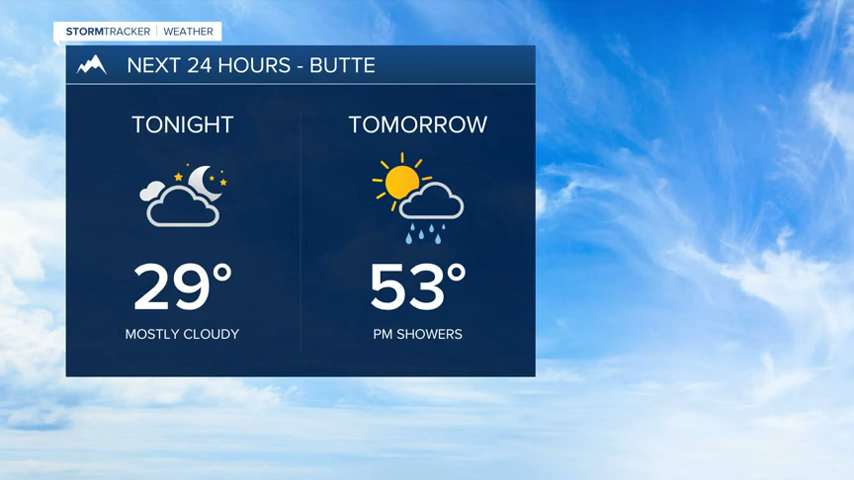 STORMTRACKER | WEATHER
NEXT 24 HOURS - BUTTE
TONIGHT
29°
MOSTLY CLOUDY
TOMORROW
53°
PM SHOWERS